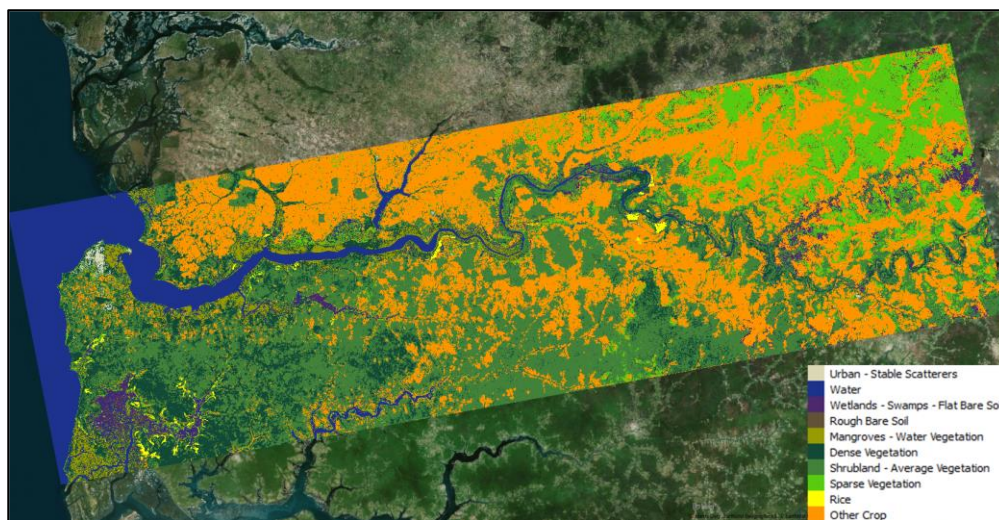 Urban - Stable Scatterers
Water
Wetlands - Swamps - Flat Bare Soi
Rough Bare Soil
Mangroves - Water Vegetation
Dense Vegetation
Shrubland - Average Vegetation
Sparse Vegetation
Rice
Other Crop